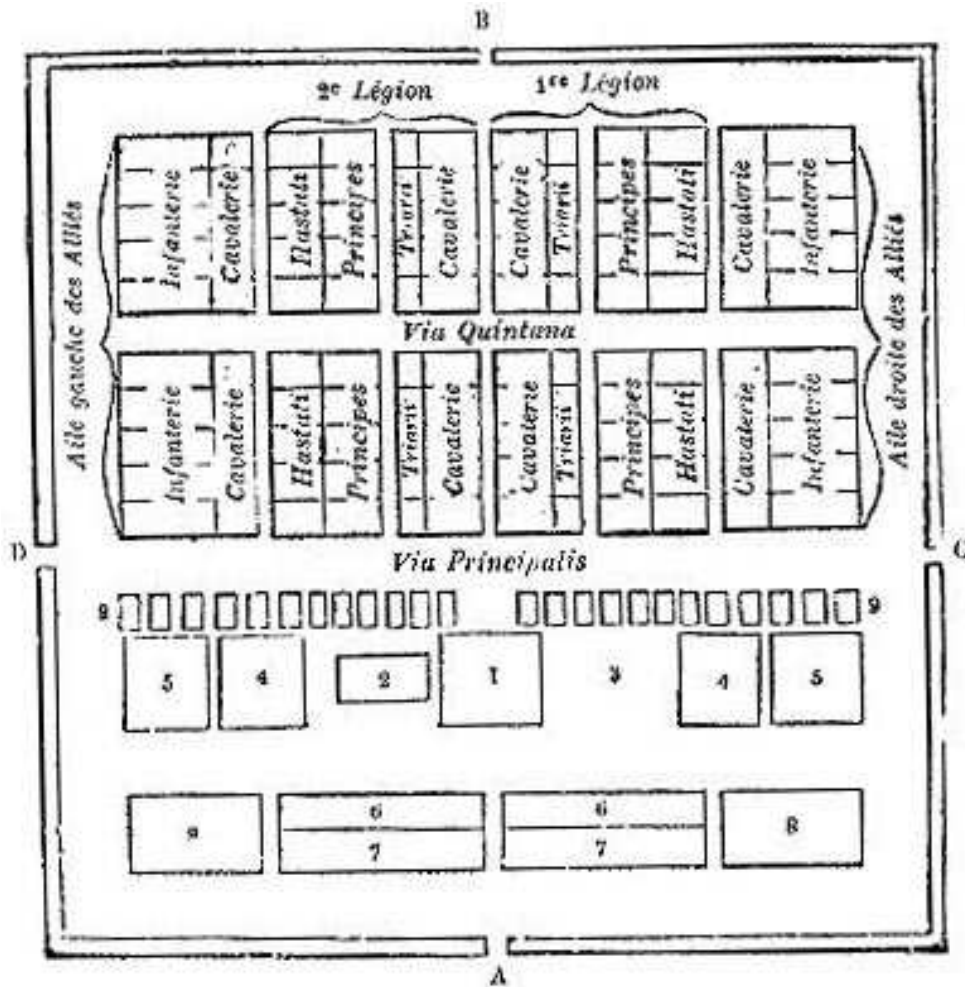 B
2e Légion 1re Légion
Aile gauche des Alliés
Infanterie Cavalerie Hastati Principes Triarii Cavalerie Cavalerie Triarii Principes Hastati Cavalerie Infanterie
Aile droite des Alliés
Via Quintana
Infanterie Cavalerie Hastati Principes Triarii Cavalerie Cavalerie Triarii Principes Hastati Cavalerie Infanterie
D Via Principalis C
9 9
5 4 2 1 3 4 5
6 6
8
7 7
A